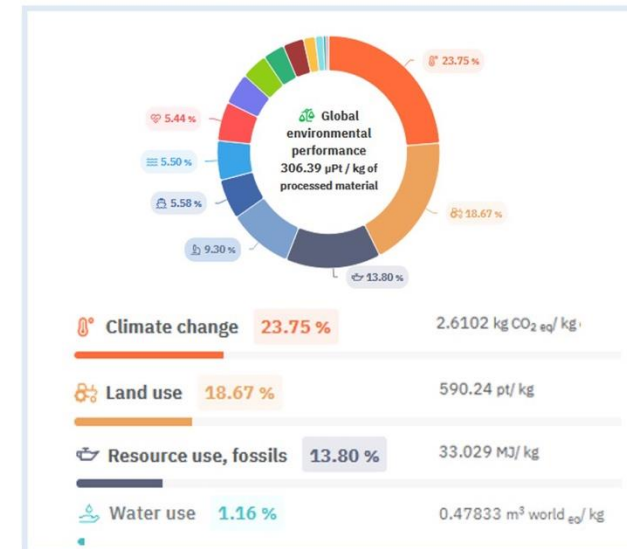 23.75 %
Global
environmental
performance
306.39 µPt / kg of
processed material
5.44 %
5.50 %
5.58 %
18.67 %
9.30 %
13.80 %
Climate change 23.75 % 2.6102 kg CO₂ eq/ kg
Land use 18.67 % 590.24 pt/ kg
Resource use, fossils 13.80 % 33.029 MJ/ kg
Water use 1.16 % 0.47833 m³ world eq/ kg